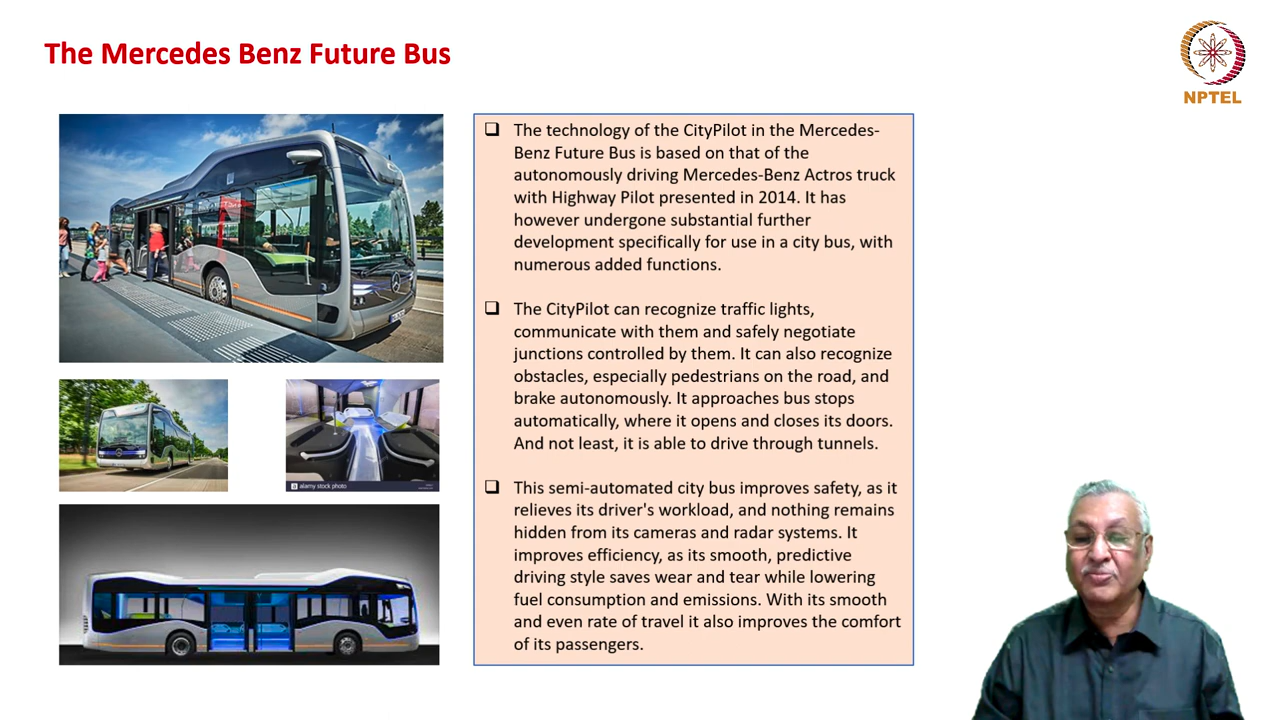 The Mercedes Benz Future Bus
NPTEL
❑ The technology of the CityPilot in the Mercedes-
Benz Future Bus is based on that of the
autonomously driving Mercedes-Benz Actros truck
with Highway Pilot presented in 2014. It has
however undergone substantial further
development specifically for use in a city bus, with
numerous added functions.
❑ The CityPilot can recognize traffic lights,
communicate with them and safely negotiate
junctions controlled by them. It can also recognize
obstacles, especially pedestrians on the road, and
brake autonomously. It approaches bus stops
automatically, where it opens and closes its doors.
And not least, it is able to drive through tunnels.
❑ This semi-automated city bus improves safety, as it
relieves its driver's workload, and nothing remains
hidden from its cameras and radar systems. It
improves efficiency, as its smooth, predictive
driving style saves wear and tear while lowering
fuel consumption and emissions. With its smooth
and even rate of travel it also improves the comfort
of its passengers.
a alamy stock photo